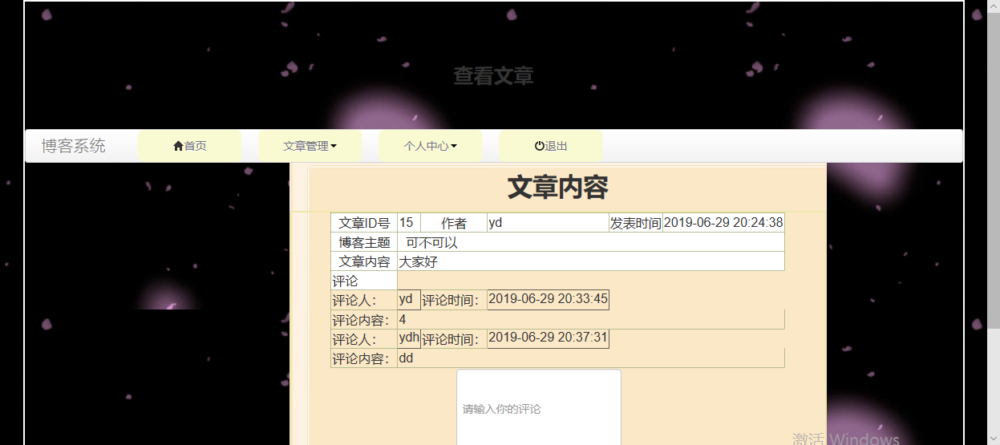 查看文章
博客系统 首页 文章管理 个人中心 退出
文章内容
文章ID号 15 作者 yd 发表时间 2019-06-29 20:24:38
博客主题 可不可以
文章内容 大家好
评论
评论人： yd 评论时间： 2019-06-29 20:33:45
评论内容： 4
评论人： ydh 评论时间： 2019-06-29 20:37:31
评论内容： dd
请输入你的评论
激活 Windows